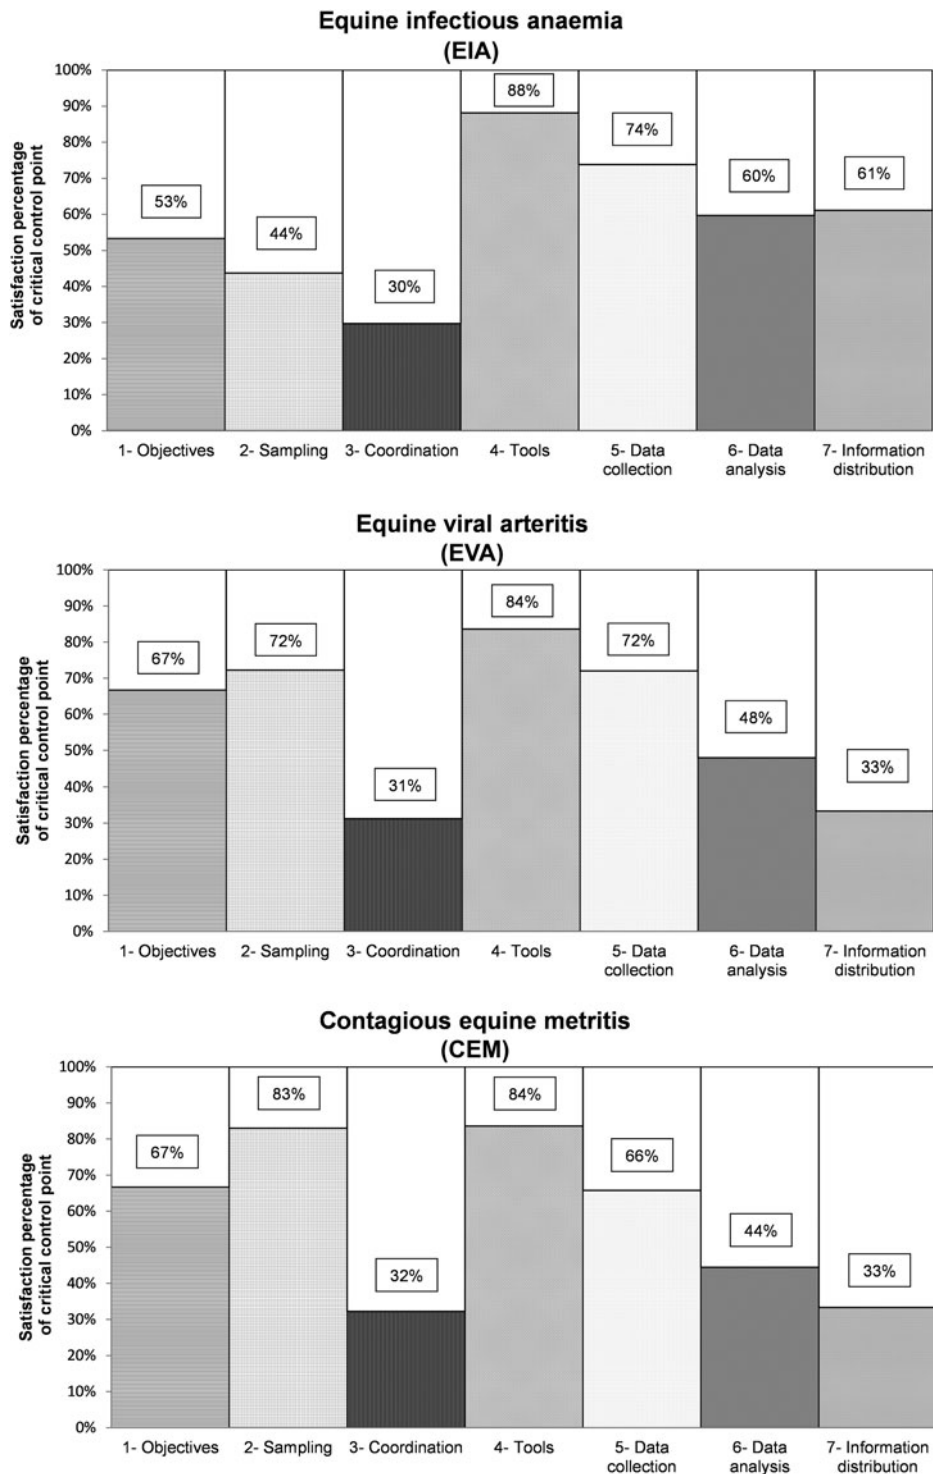 Equine infectious anaemia
(EIA)
Satisfaction percentage
of critical control point
100%
90%
80%
70%
60%
50%
40%
30%
20%
10%
0%
53%
44%
30%
88%
74%
60%
61%
1- Objectives
2- Sampling
3- Coordination
4- Tools
5- Data
collection
6- Data
analysis
7- Information
distribution
Equine viral arteritis
(EVA)
Satisfaction percentage
of critical control point
100%
90%
80%
70%
60%
50%
40%
30%
20%
10%
0%
67%
72%
31%
84%
72%
48%
33%
1- Objectives
2- Sampling
3- Coordination
4- Tools
5- Data
collection
6- Data
analysis
7- Information
distribution
Contagious equine metritis
(CEM)
Satisfaction percentage
of critical control point
100%
90%
80%
70%
60%
50%
40%
30%
20%
10%
0%
67%
83%
32%
84%
66%
44%
33%
1- Objectives
2- Sampling
3- Coordination
4- Tools
5- Data
collection
6- Data
analysis
7- Information
distribution